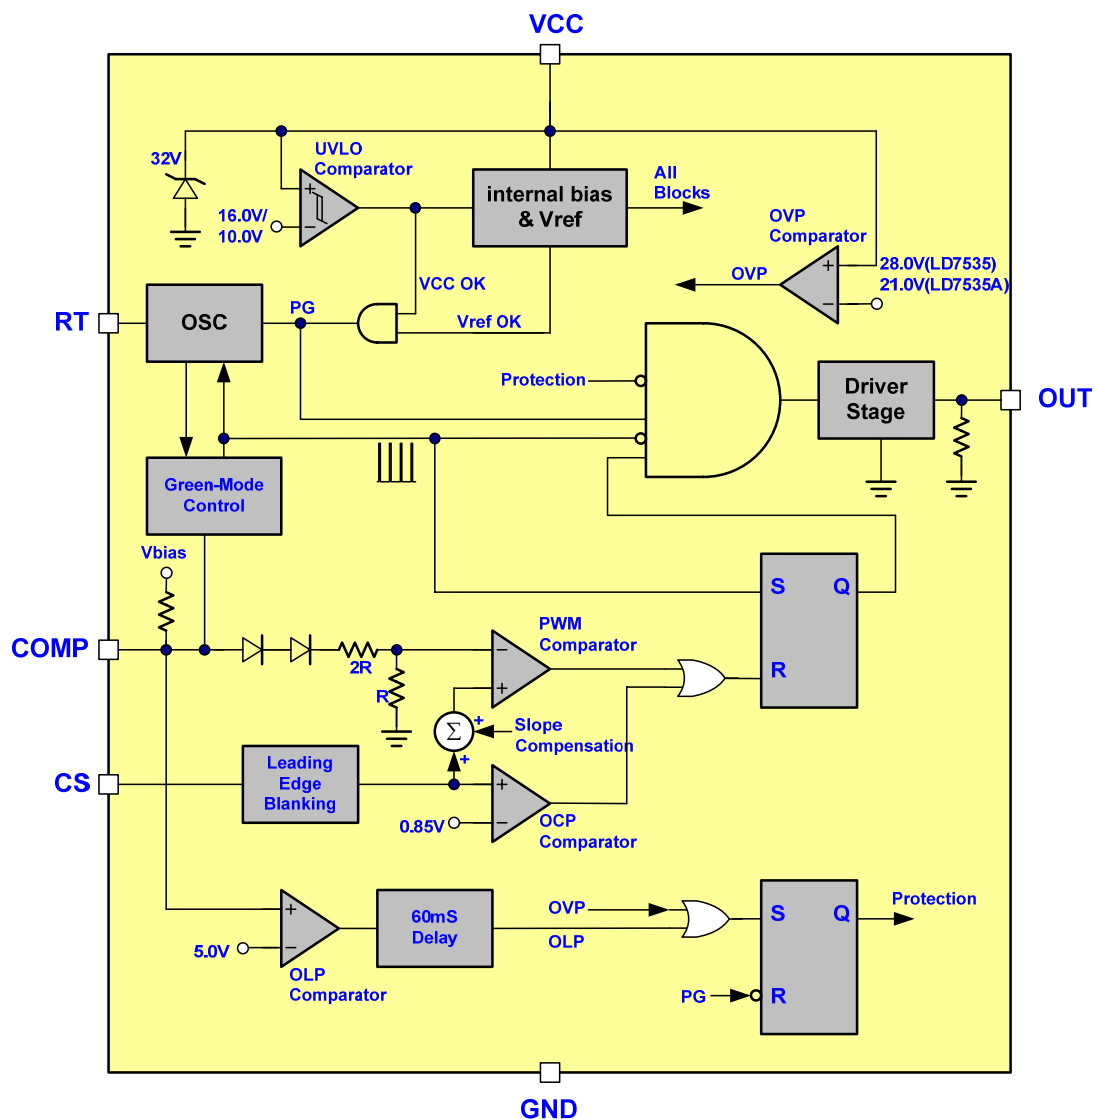 VCC
32V
UVLO
Comparator
+
−
16.0V/
10.0V
internal bias
& Vref
All
Blocks
OVP
Comparator
+
−
28.0V(LD7535)
21.0V(LD7535A)
OVP
VCC OK
RT
OSC
PG
Vref OK
Protection
Driver
Stage
OUT
Green-Mode
Control
Vbias
S
Q
R
COMP
2R
R
PWM
Comparator
−
+
Σ
+
+
Slope
Compensation
CS
Leading
Edge
Blanking
+
−
0.85V
OCP
Comparator
+
−
5.0V
OLP
Comparator
60mS
Delay
OVP
OLP
S
Q
R
PG
Protection
GND